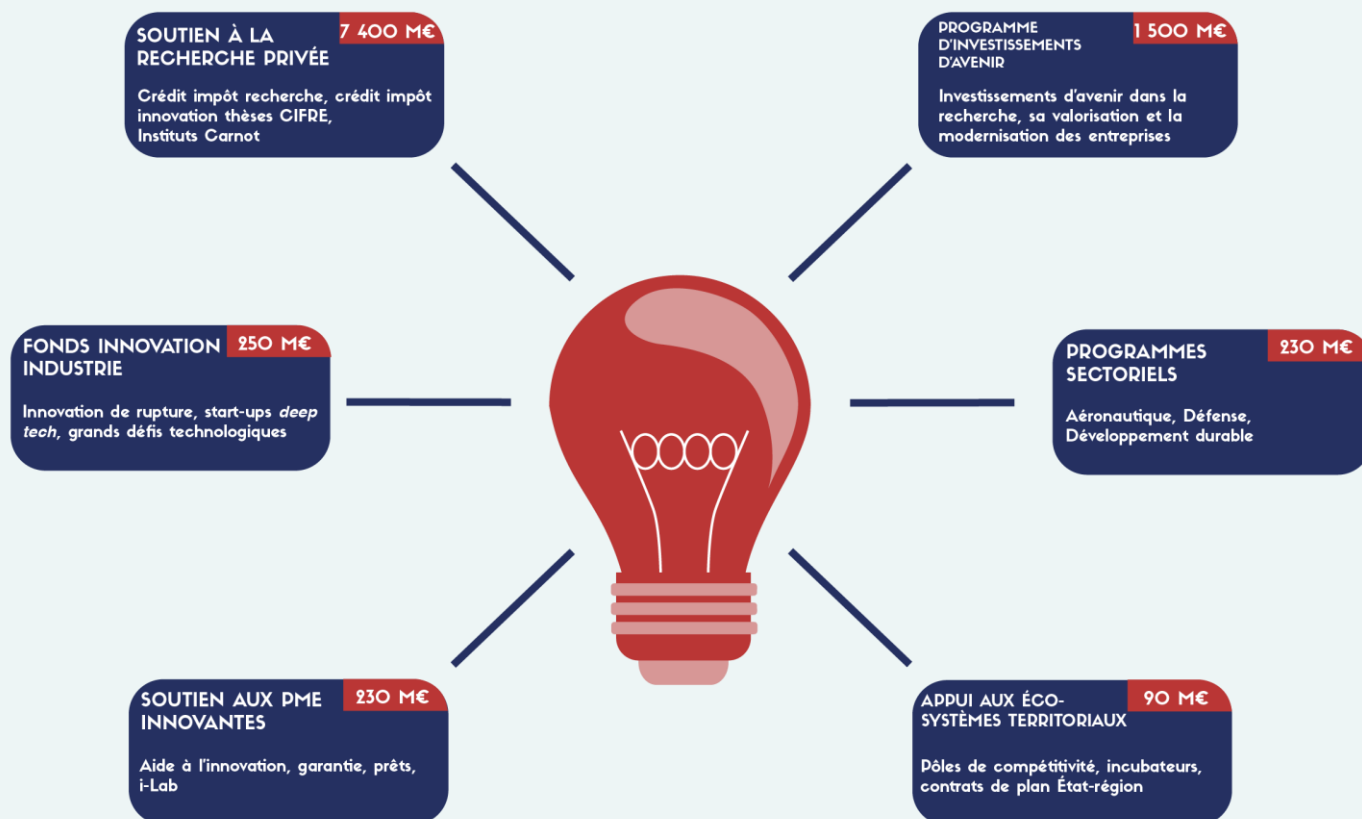 SOUTIEN À LA
RECHERCHE PRIVÉE
7 400 M€
Crédit impôt recherche, crédit impôt
innovation thèses CIFRE,
Instituts Carnot
PROGRAMME
D'INVESTISSEMENTS
D'AVENIR
1 500 M€
Investissements d'avenir dans la
recherche, sa valorisation et la
modernisation des entreprises
FONDS INNOVATION
INDUSTRIE
250 M€
Innovation de rupture, start-ups deep
tech, grands défis technologiques
PROGRAMMES
SECTORIELS
230 M€
Aéronautique, Défense,
Développement durable
SOUTIEN AUX PME
INNOVANTES
230 M€
Aide à l'innovation, garantie, prêts,
i-Lab
APPUI AUX ÉCO-
SYSTÈMES TERRITORIAUX
90 M€
Pôles de compétitivité, incubateurs,
contrats de plan État-région